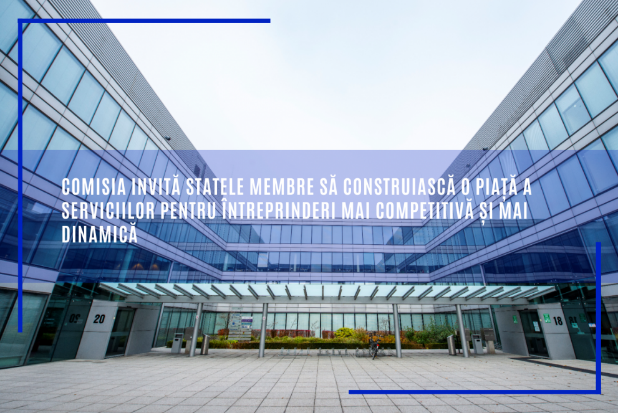 COMISIA INVITĂ STATELE MEMBRE SĂ CONSTRUIASCĂ O PIAȚĂ A
SERVICIILOR PENTRU ÎNTREPRINDERI MAI COMPETITIVĂ ȘI MAI
DINAMICĂ
20
18